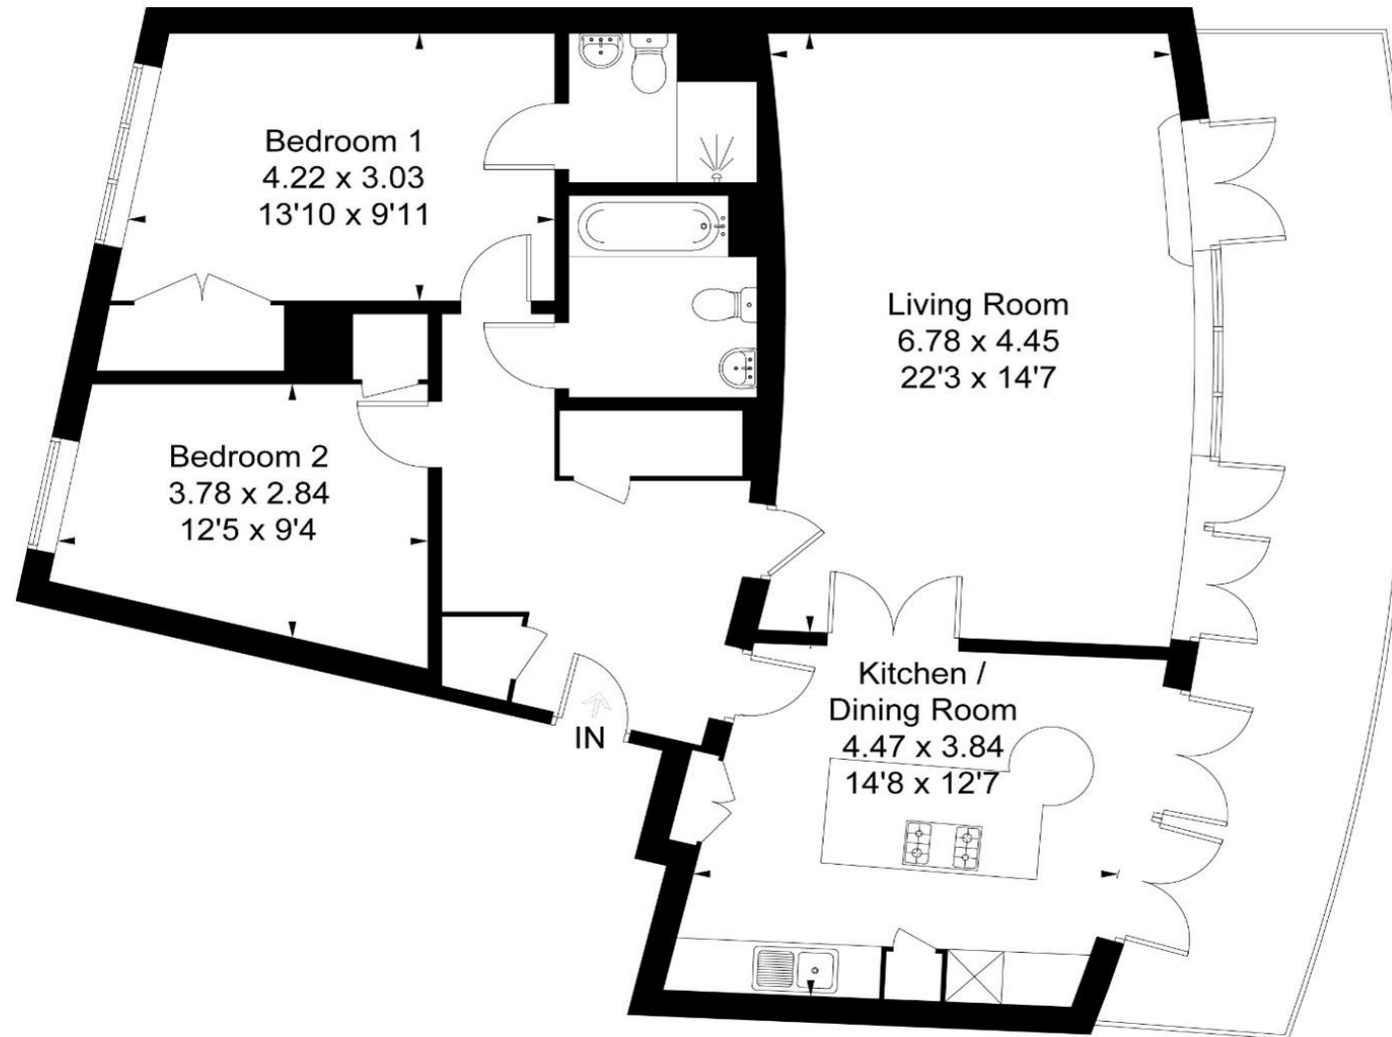 Bedroom 1
4.22 x 3.03
13'10 x 9'11
Living Room
6.78 x 4.45
22'3 x 14'7
Bedroom 2
3.78 x 2.84
12'5 x 9'4
Kitchen /
Dining Room
4.47 x 3.84
14'8 x 12'7
IN